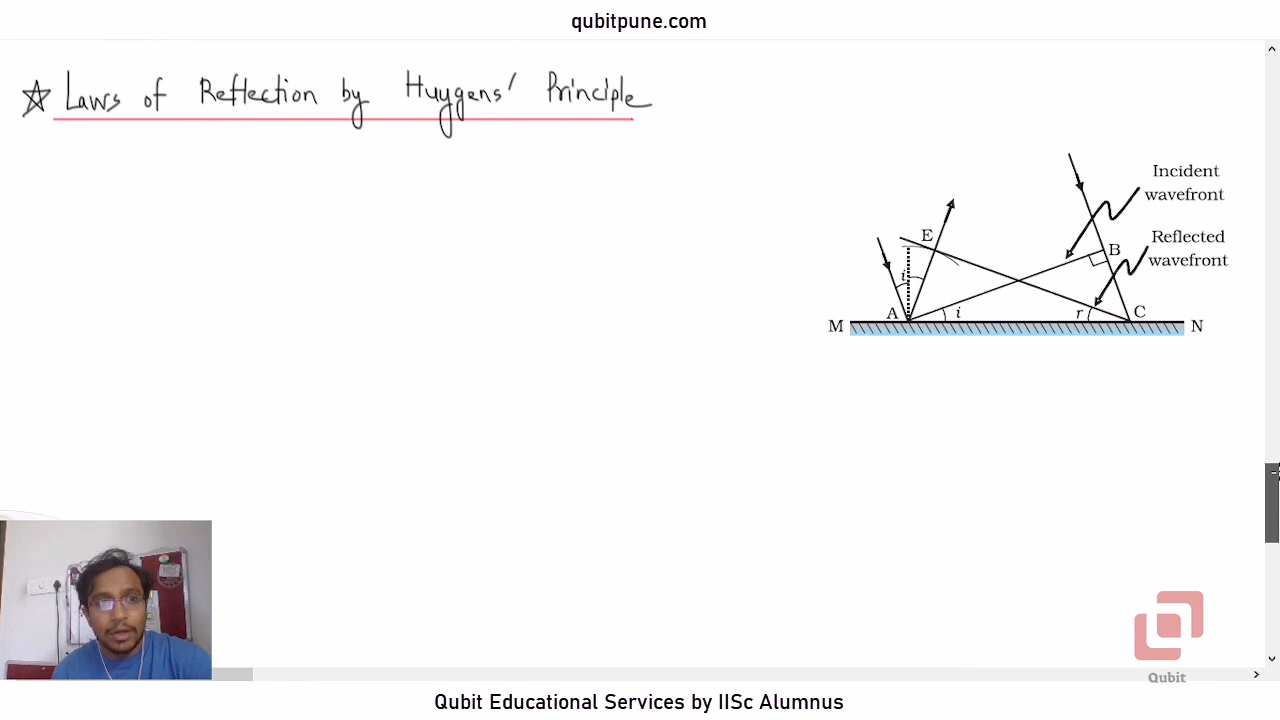 qubitpune.com
☆ Laws of Reflection by Huygens' Principle
Incident
wavefront
Reflected
wavefront
E
B
i
A
i
r
C
M
N
Qubit
Qubit Educational Services by IISc Alumnus